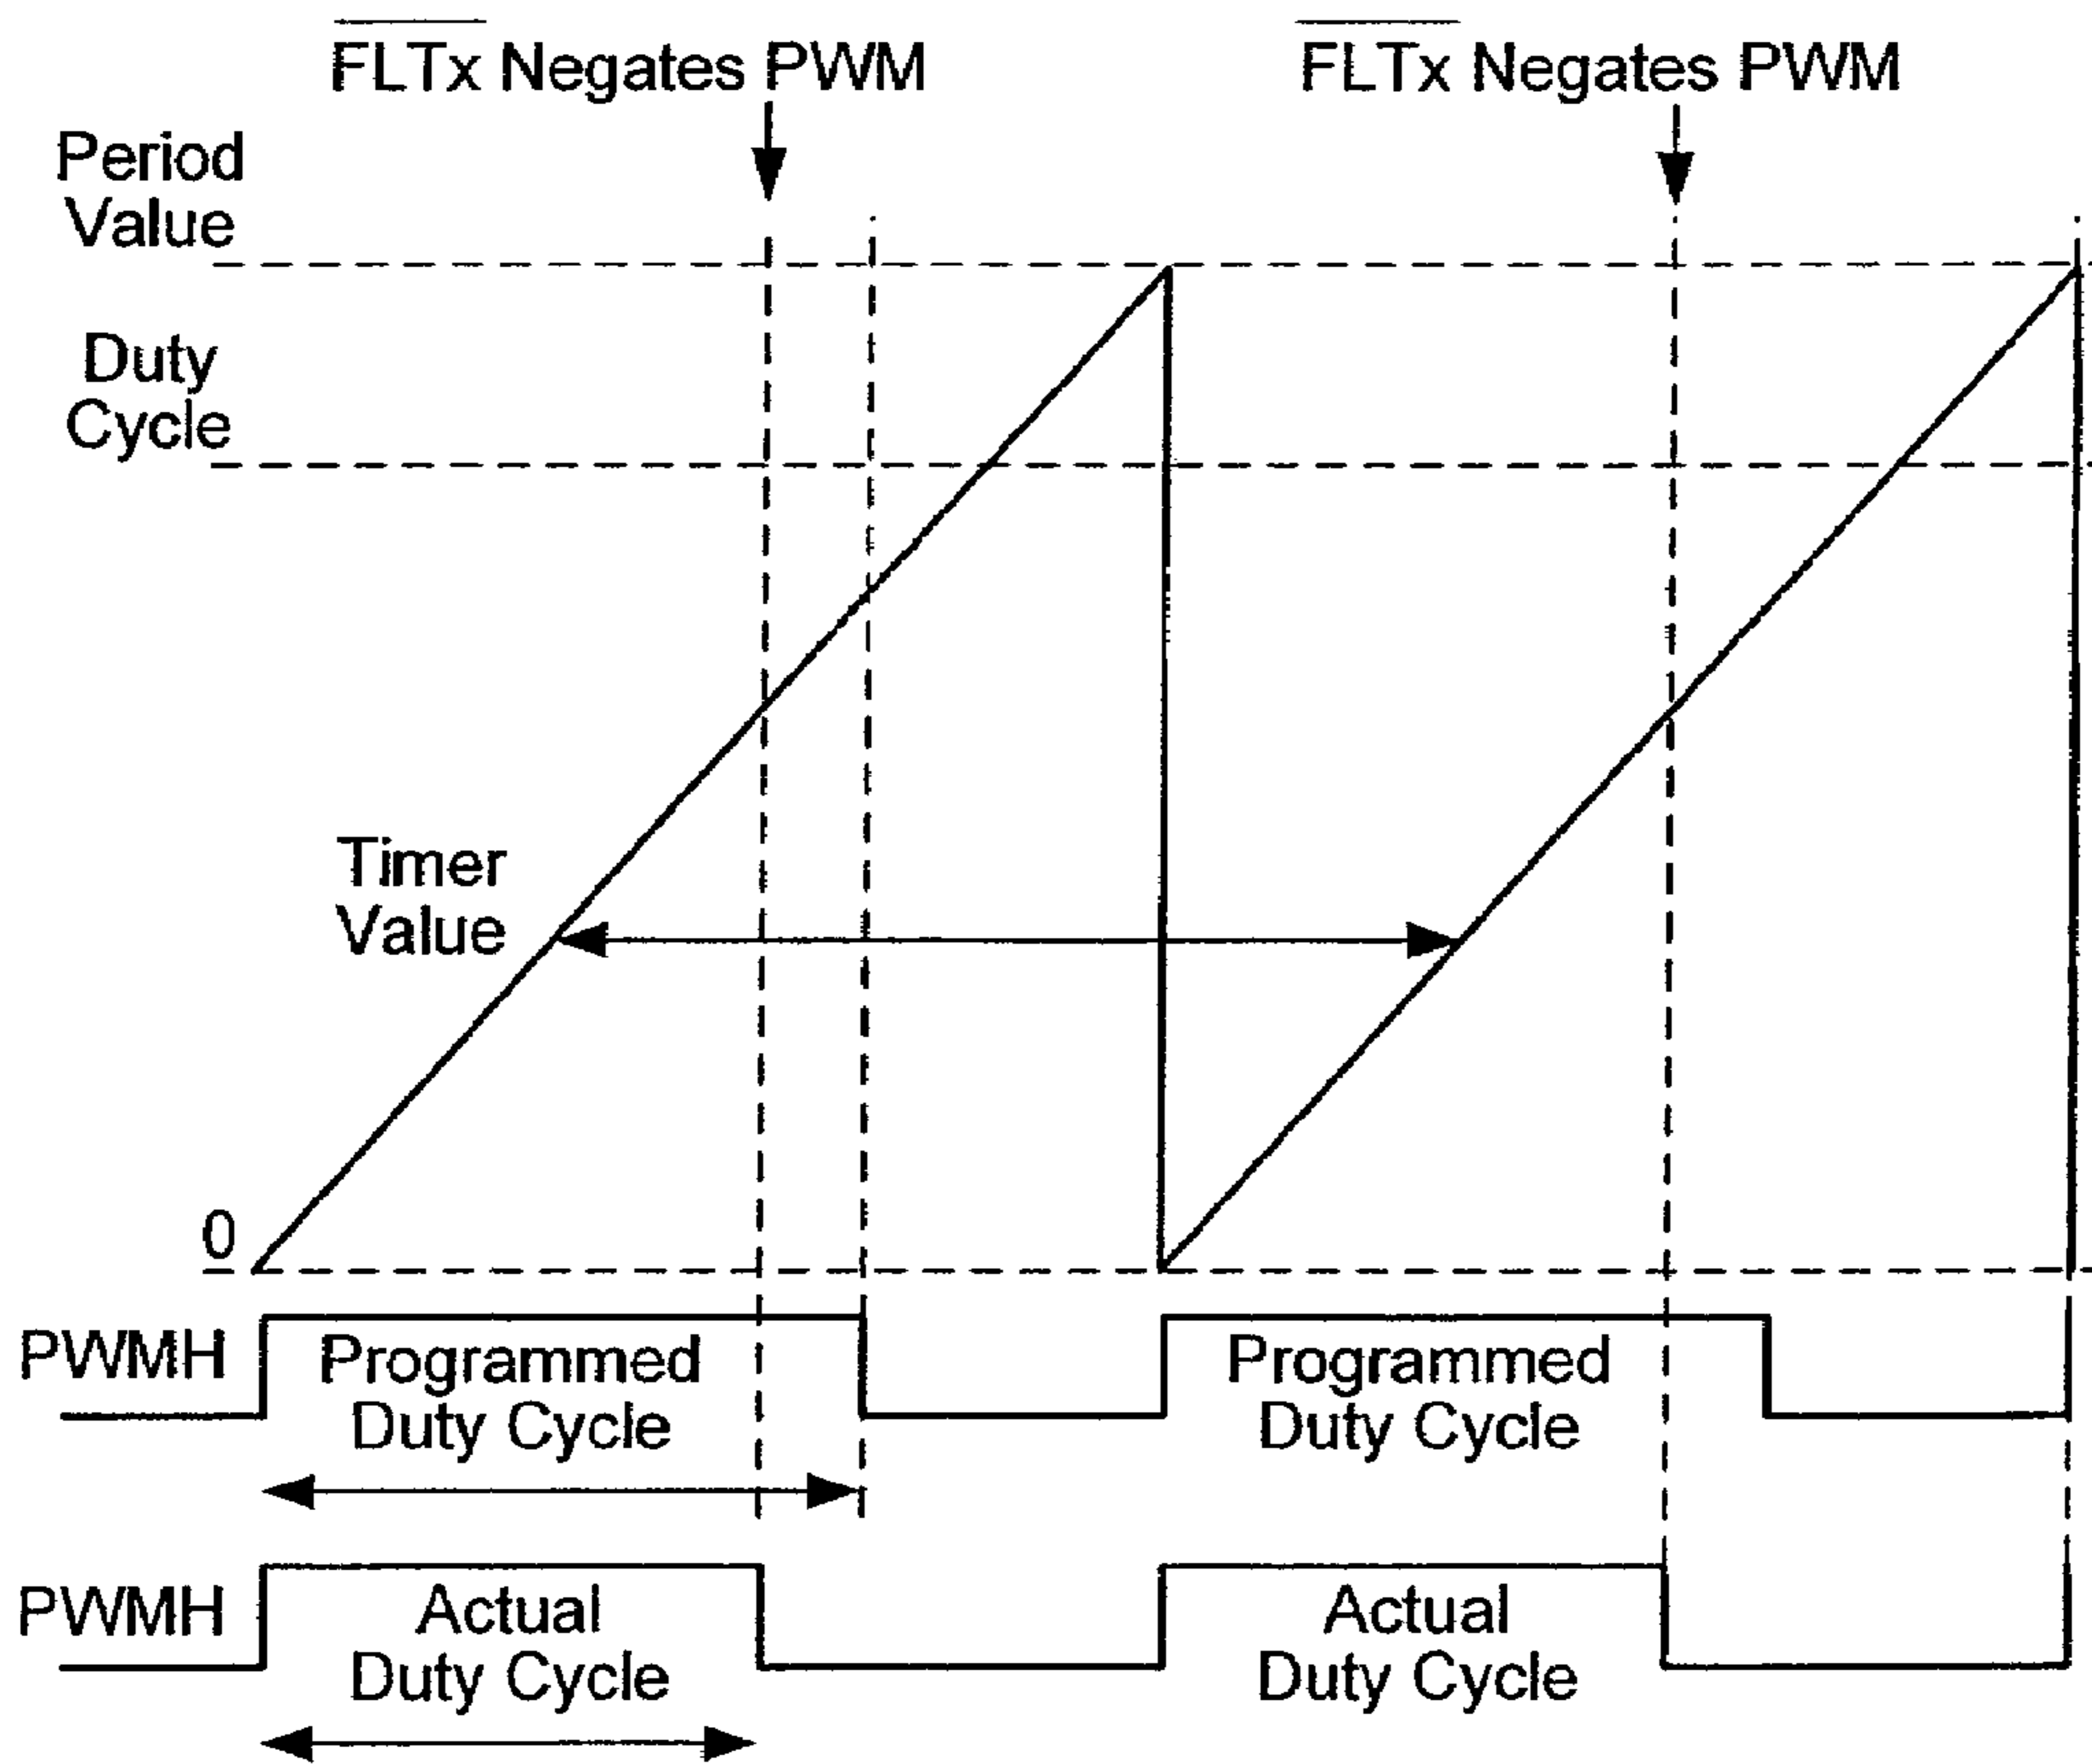 FLTx Negates PWM
FLTx Negates PWM
Period
Value
Duty
Cycle
Timer
Value
0
PWMH
Programmed
Duty Cycle
Programmed
Duty Cycle
PWMH
Actual
Duty Cycle
Actual
Duty Cycle